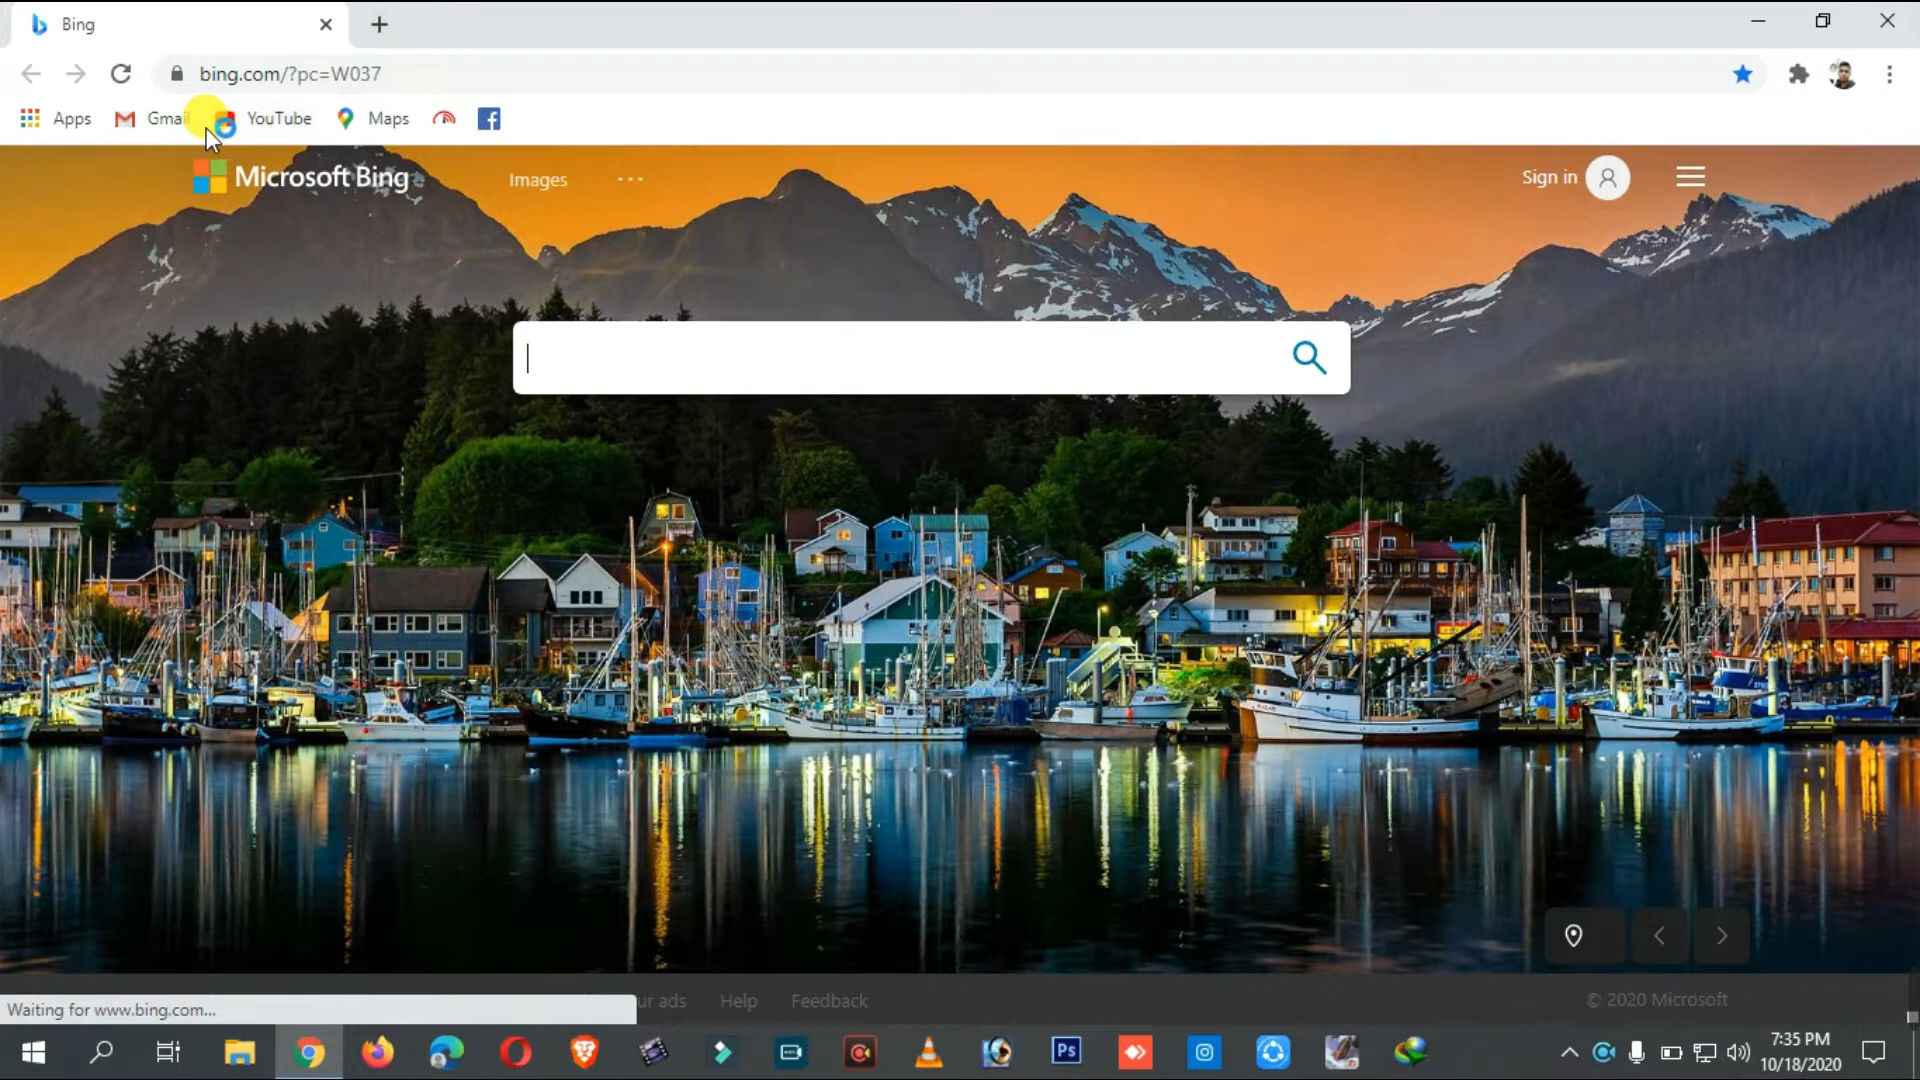 Bing
bing.com/?pc=W037
Apps Gmail YouTube Maps
Microsoft Bing Images Sign in
ur ads Help Feedback © 2020 Microsoft
Waiting for www.bing.com...
Ps 7:35 PM
10/18/2020